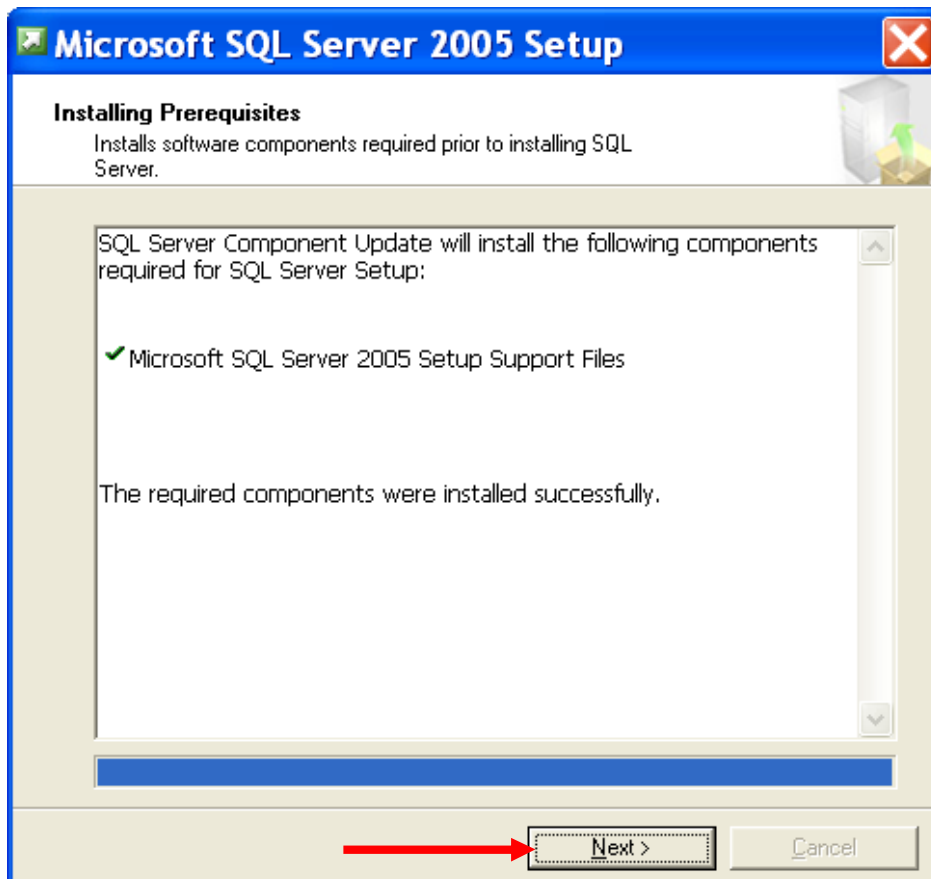 Microsoft SQL Server 2005 Setup
Installing Prerequisites
Installs software components required prior to installing SQL
Server.
SQL Server Component Update will install the following components
required for SQL Server Setup:
Microsoft SQL Server 2005 Setup Support Files
The required components were installed successfully.
Next >
Cancel